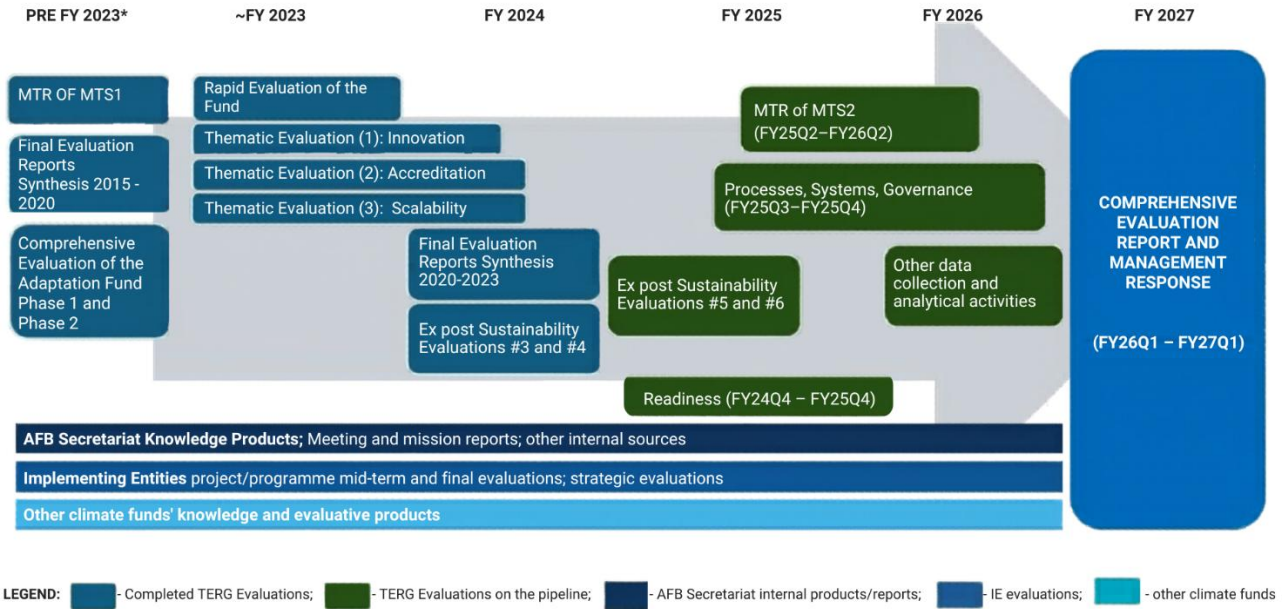 PRE FY 2023*
~FY 2023
FY 2024
FY 2025
FY 2026
FY 2027
MTR OF MTS1
Final Evaluation
Reports
Synthesis 2015 -
2020
Comprehensive
Evaluation of the
Adaptation Fund
Phase 1 and
Phase 2
Rapid Evaluation of the
Fund
Thematic Evaluation (1): Innovation
Thematic Evaluation (2): Accreditation
Thematic Evaluation (3): Scalability
Final Evaluation
Reports Synthesis
2020-2023
Ex post Sustainability
Evaluations #3 and #4
MTR of MTS2
(FY25Q2–FY26Q2)
Processes, Systems, Governance
(FY25Q3–FY25Q4)
Ex post Sustainability
Evaluations #5 and #6
Other data
collection and
analytical activities
Readiness (FY24Q4 – FY25Q4)
COMPREHENSIVE
EVALUATION
REPORT AND
MANAGEMENT
RESPONSE
(FY26Q1 – FY27Q1)
AFB Secretariat Knowledge Products; Meeting and mission reports; other internal sources
Implementing Entities project/programme mid-term and final evaluations; strategic evaluations
Other climate funds' knowledge and evaluative products
LEGEND: - Completed TERG Evaluations; - TERG Evaluations on the pipeline; - AFB Secretariat internal products/reports; - IE evaluations; - other climate funds